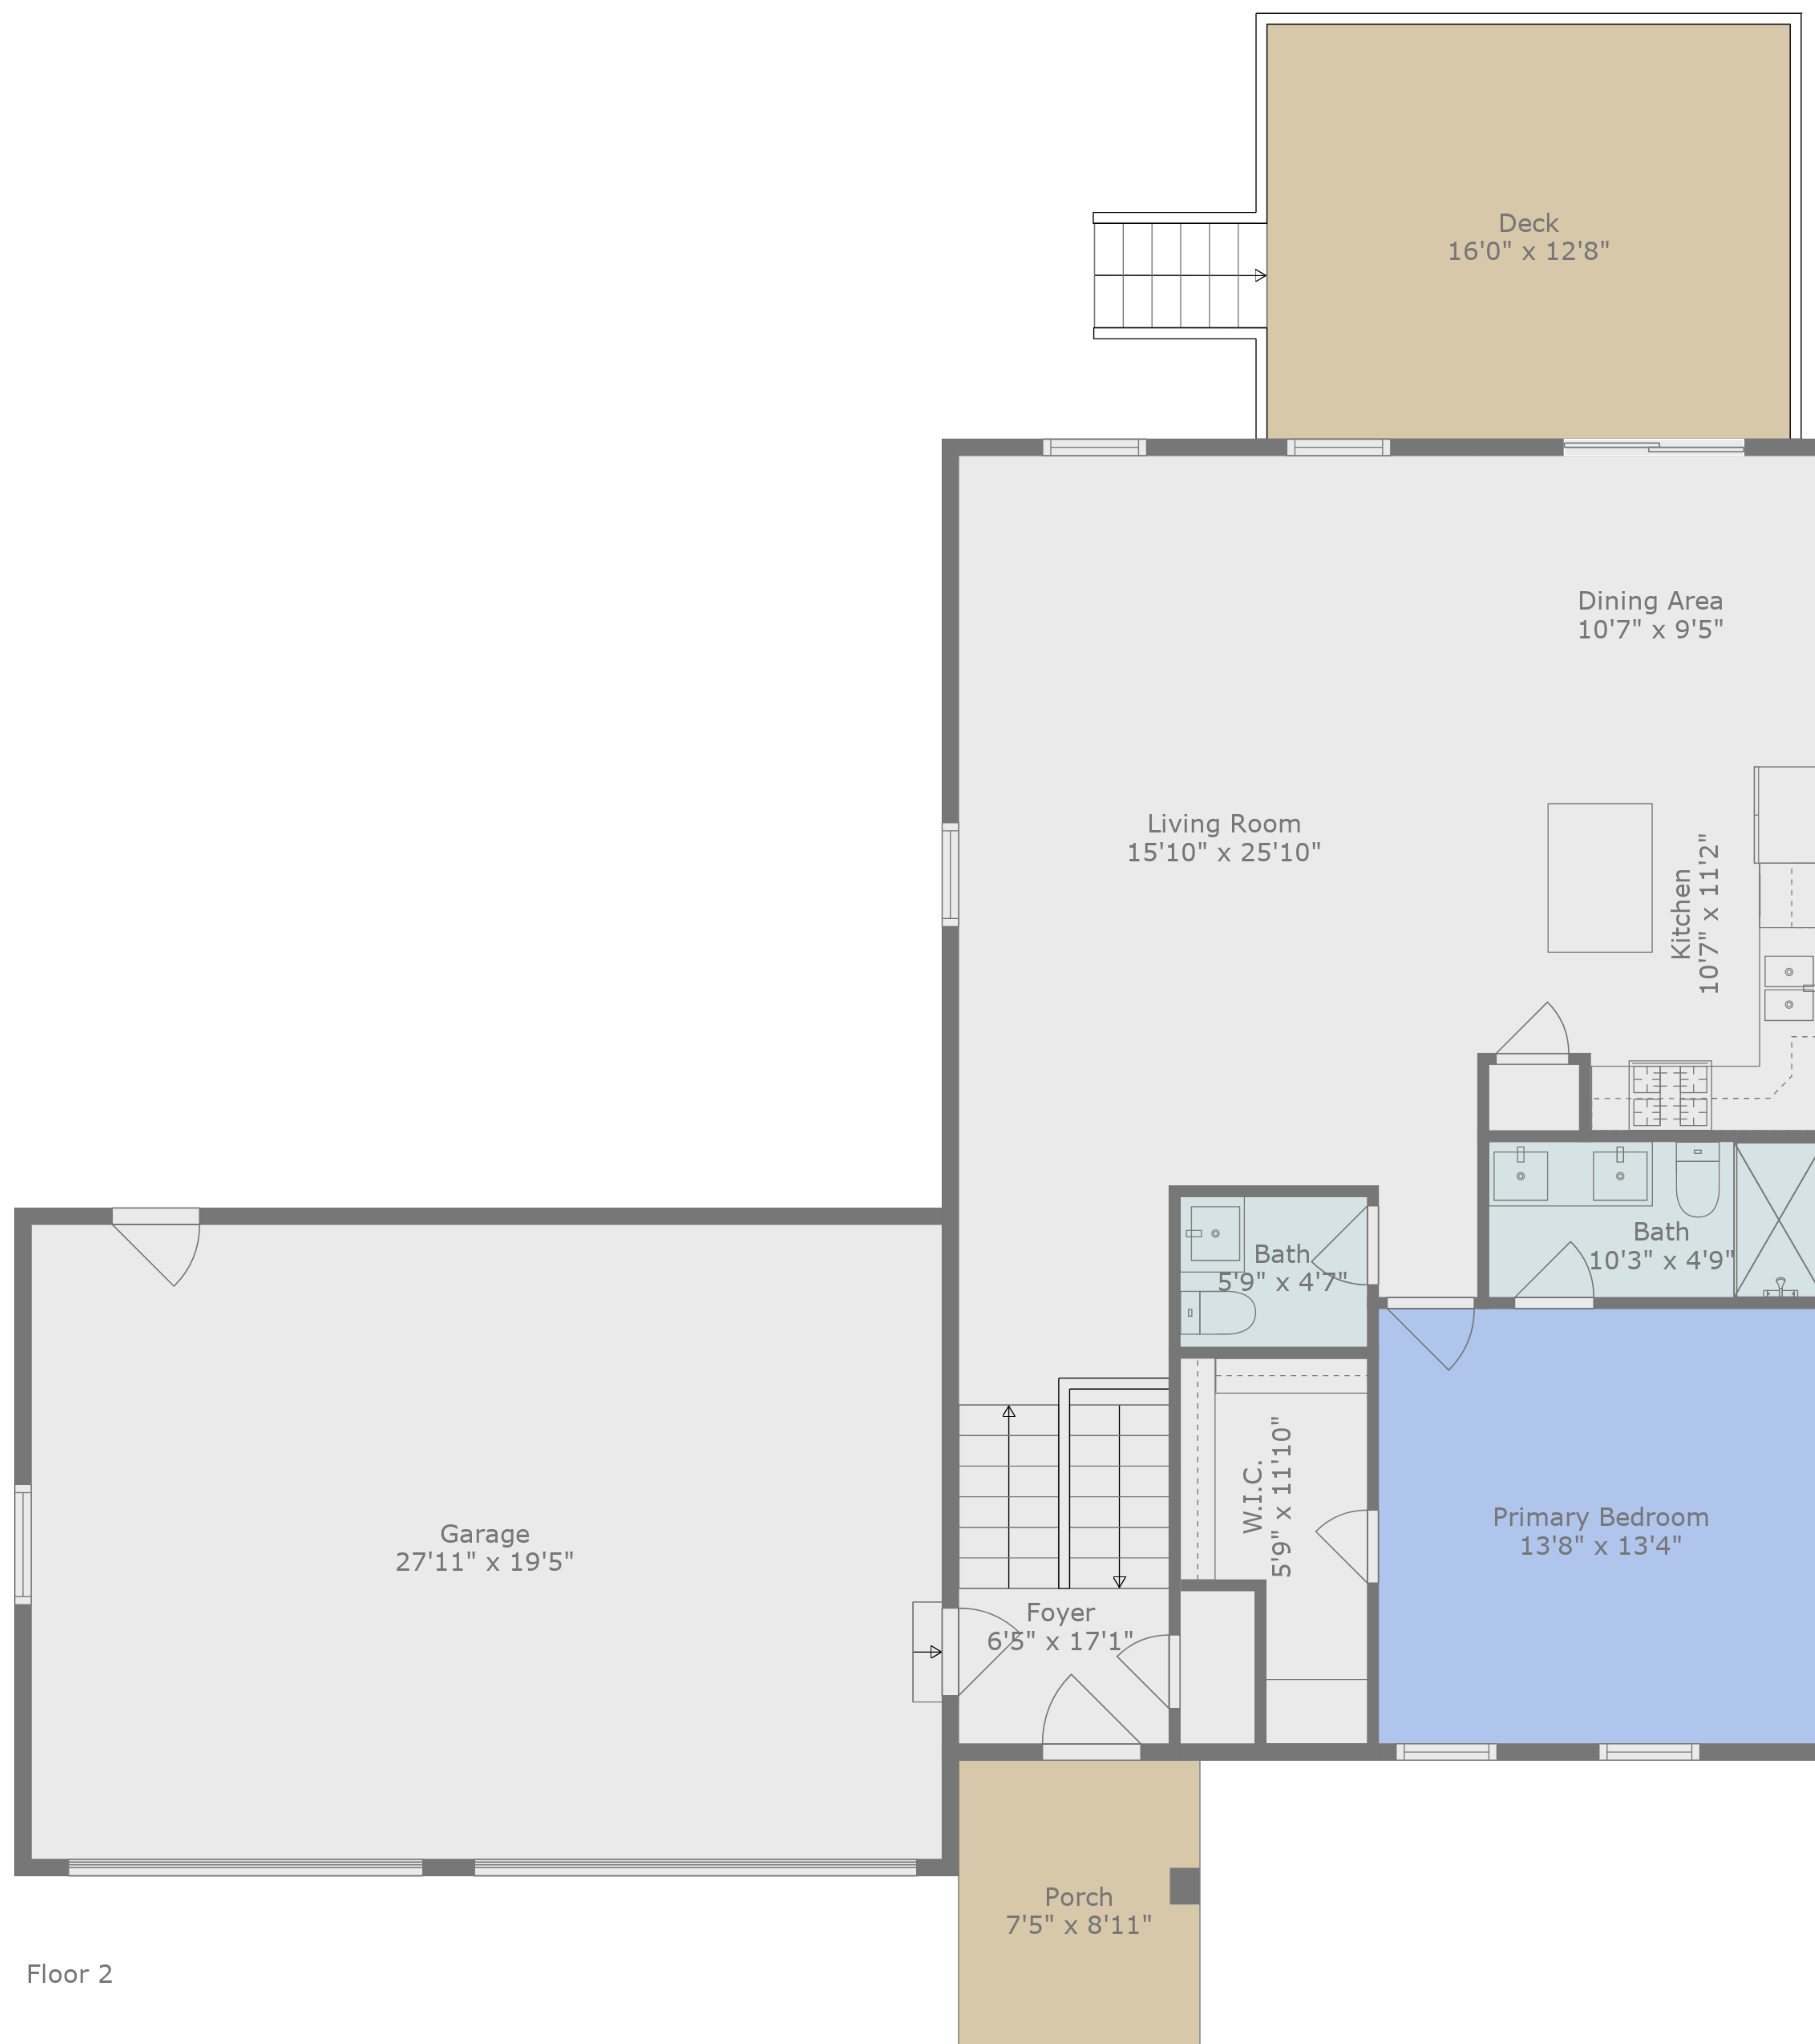 Deck
16'0" x 12'8"
Dining Area
10'7" x 9'5"
Living Room
15'10" x 25'10"
Kitchen
10'7" x 11'2"
Bath
10'3" x 4'9"
Bath
5'9" x 4'7"
W.I.C.
5'9" x 11'10"
Primary Bedroom
13'8" x 13'4"
Garage
27'11" x 19'5"
Foyer
6'5" x 17'1"
Porch
7'5" x 8'11"
Floor 2